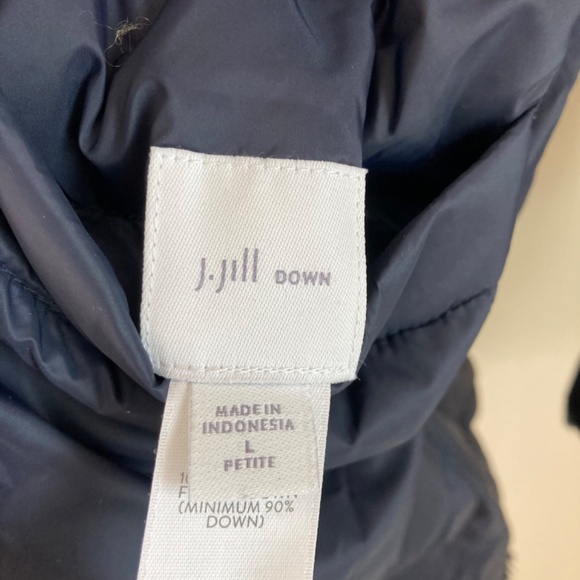 J.Jill DOWN
MADE IN
INDONESIA
L
PETITE
(MINIMUM 90%
DOWN)